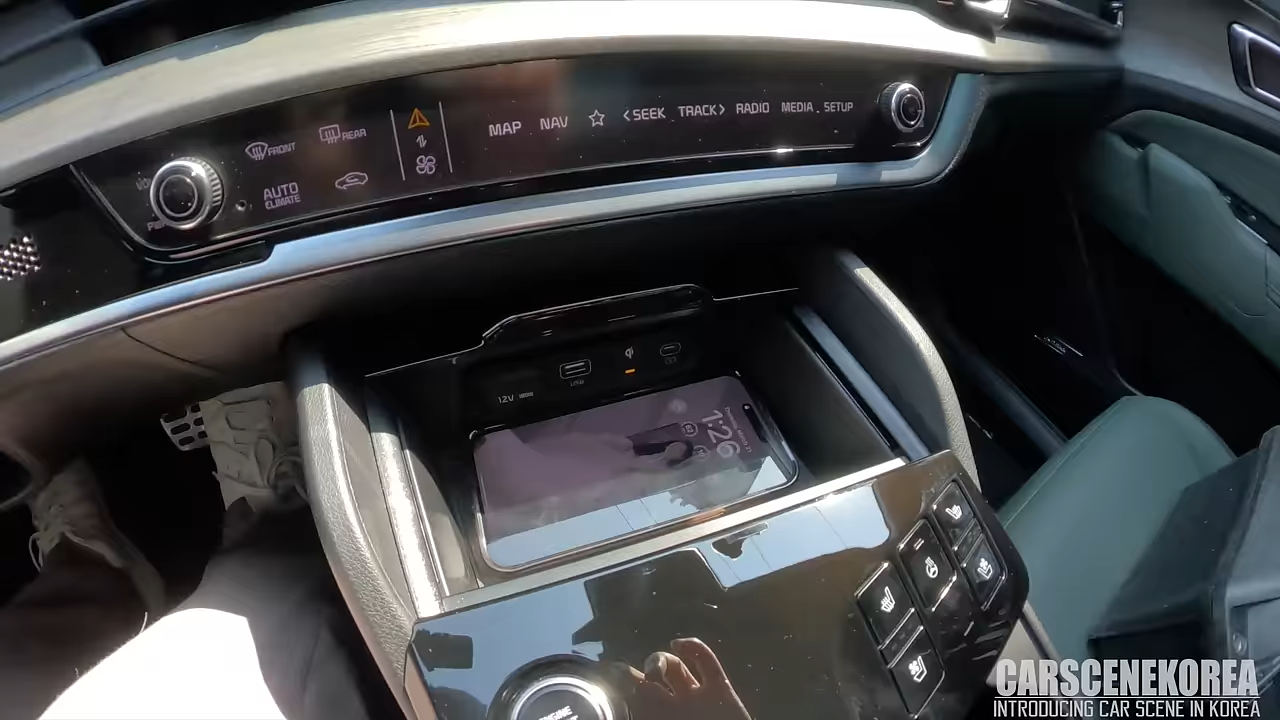 FRONT
REAR
AUTO
CLIMATE
MAP
NAV
<SEEK
TRACK>
RADIO
MEDIA
SETUP
12V
USB
1:26
ENGINE
CARSCENEKOREA
INTRODUCING CAR SCENE IN KOREA